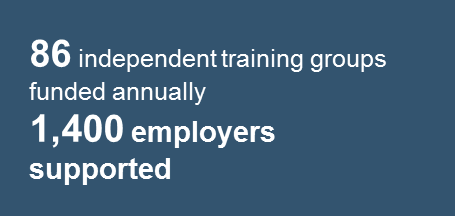 86 independent training groups
funded annually
1,400 employers
supported